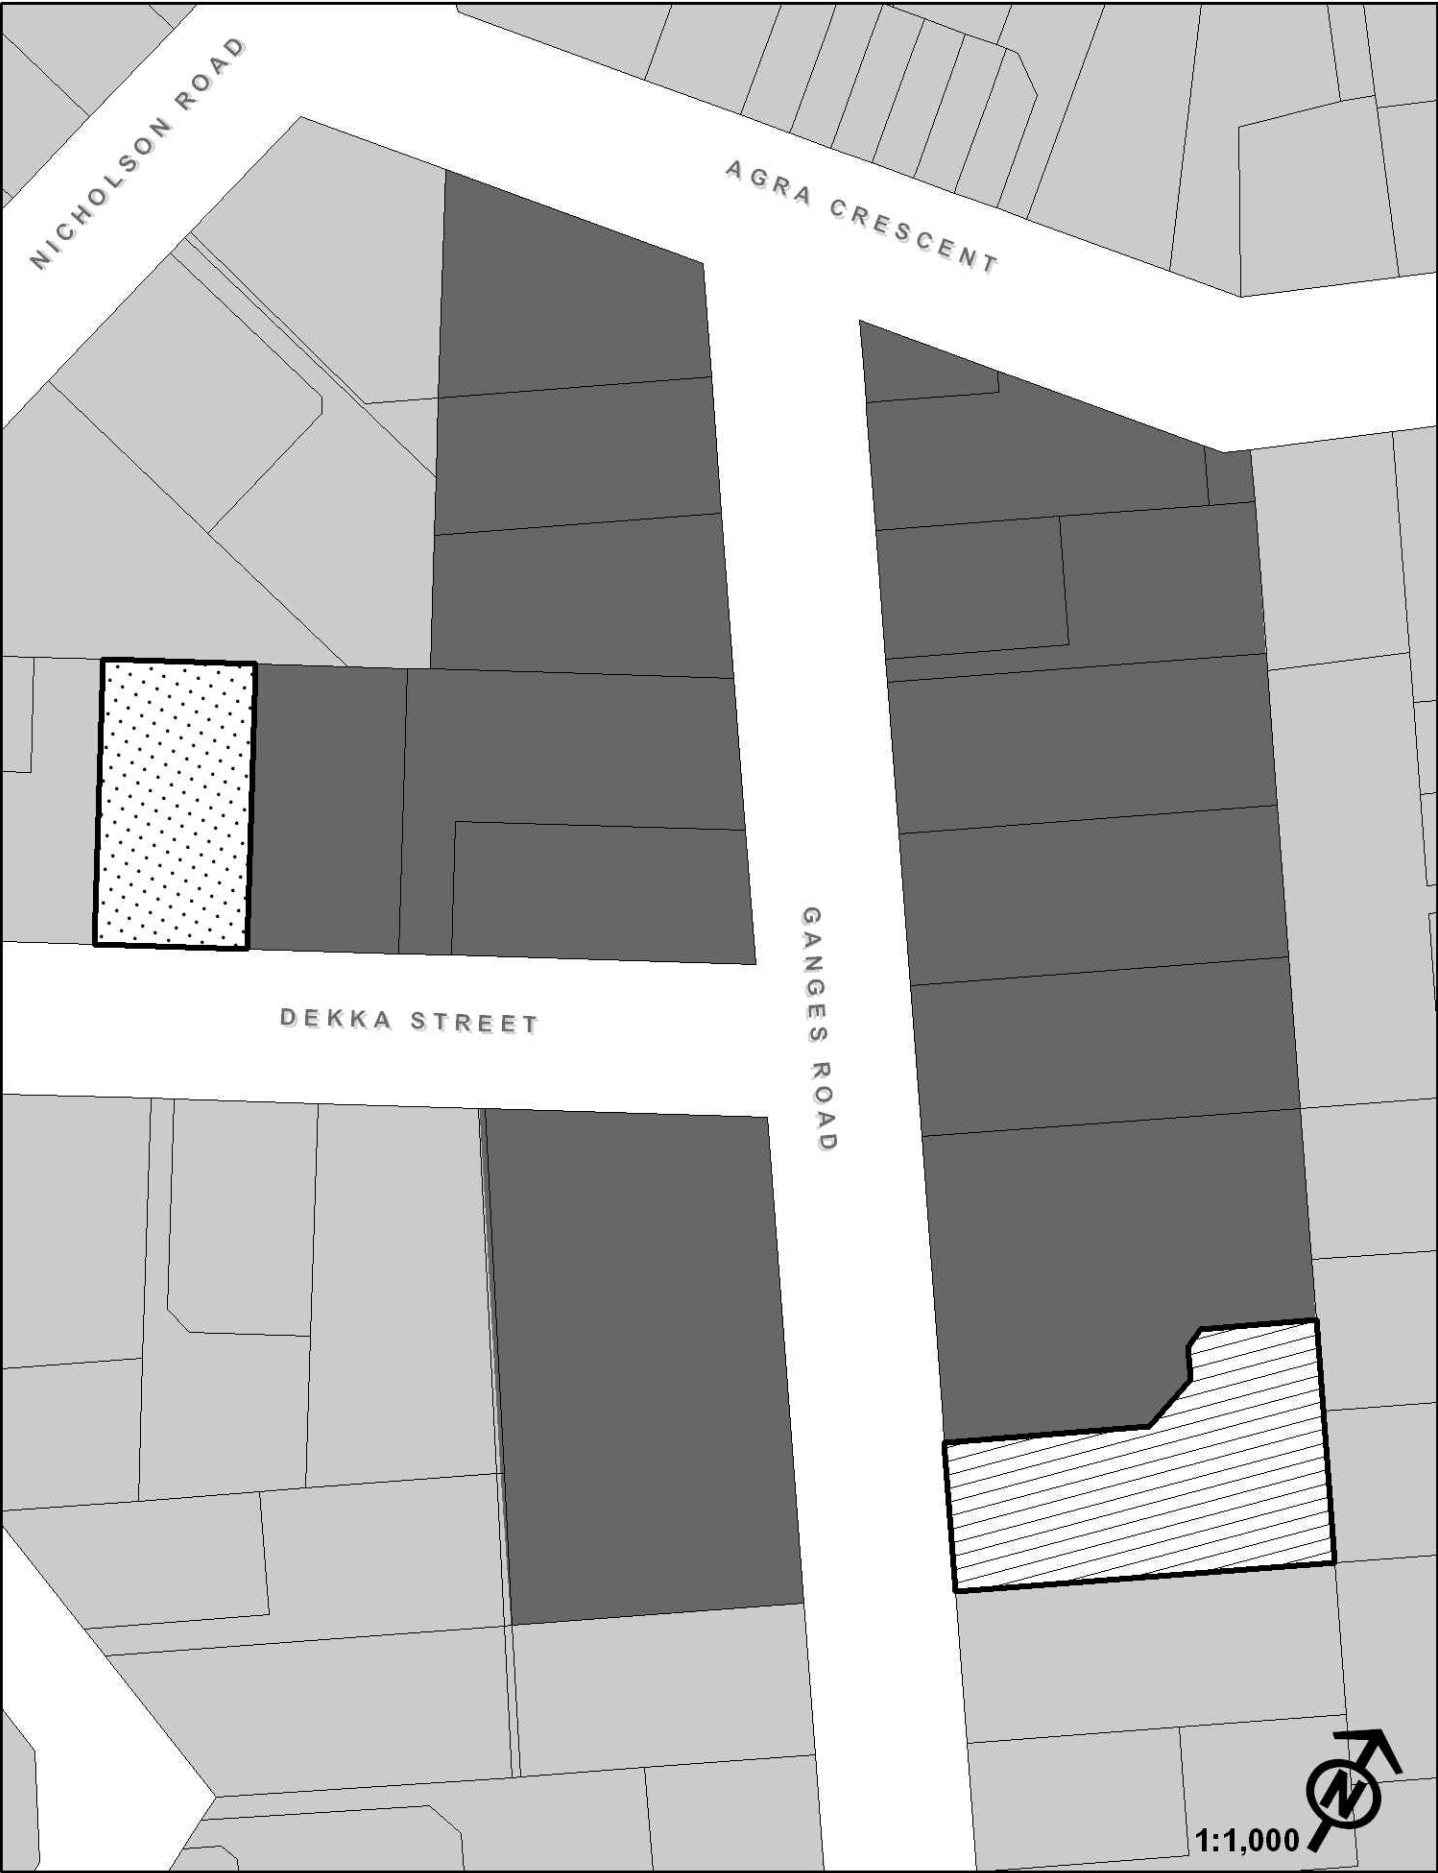 NICHOLSON ROAD
AGRA CRESCENT
GANGES ROAD
DEKKA STREET
N
1:1,000